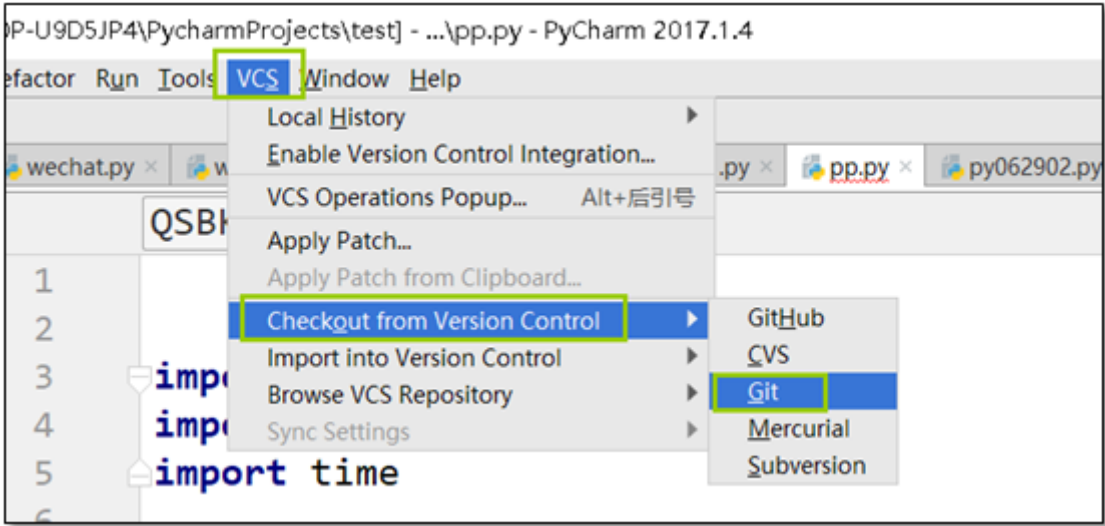 OP-U9D5JP4\PycharmProjects\test] - ...\pp.py - PyCharm 2017.1.4
efactor Run Tools VCS Window Help
Local History
Enable Version Control Integration...
wechat.py × w .py × pp.py × py062902.py
VCS Operations Popup... Alt+后引号
QSBK
Apply Patch...
1
Apply Patch from Clipboard...
2
Checkout from Version Control
GitHub
3 impo
Import into Version Control
CVS
Browse VCS Repository
Git
4 impo
Sync Settings
Mercurial
5 import time
Subversion
6